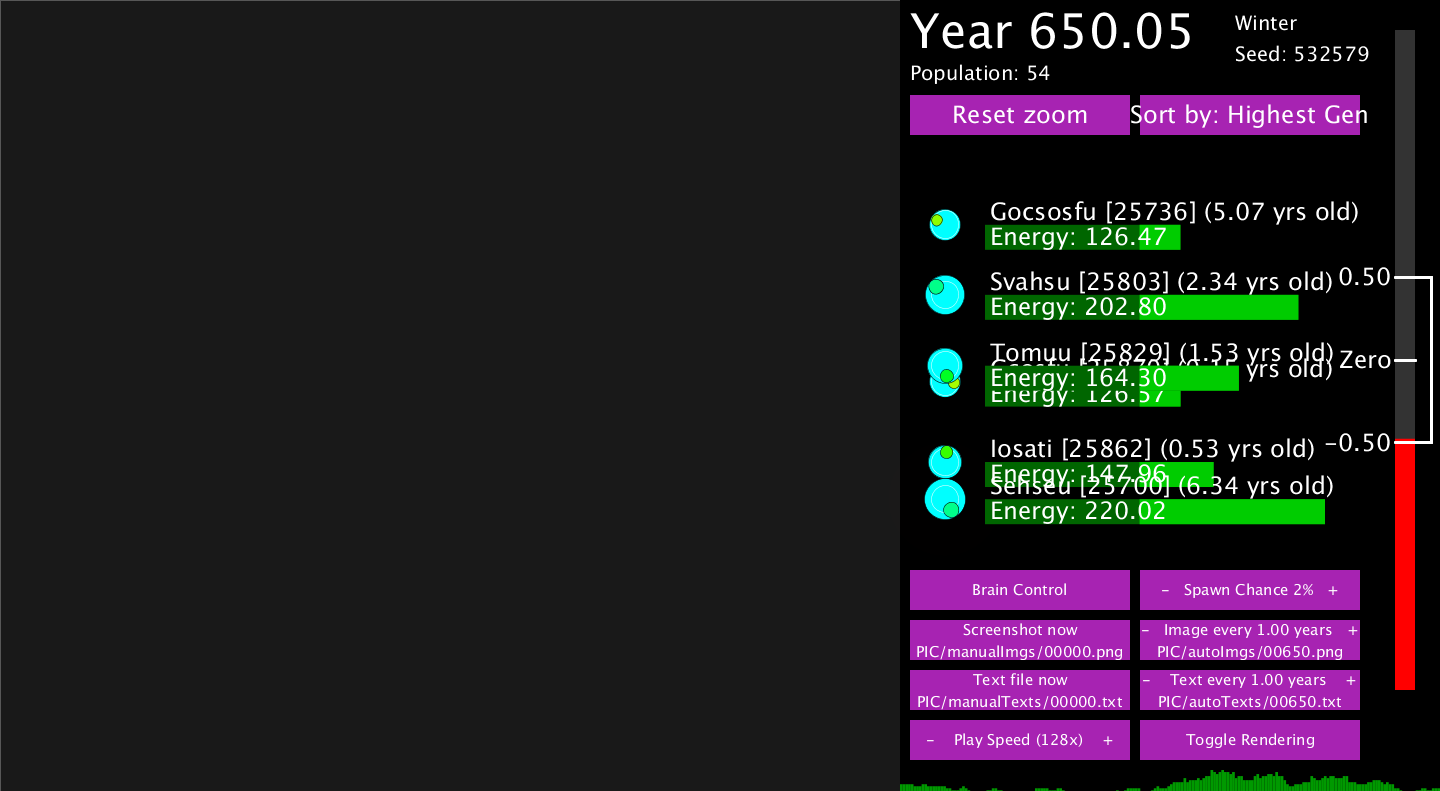 Year 650.05
Winter
Seed: 532579
Population: 54
Reset zoom
Sort by: Highest Gen
Gocsosfu [25736] (5.07 yrs old)
Energy: 126.47
Svahsu [25803] (2.34 yrs old)
Energy: 202.80
0.50
Tomuu [25829] (1.53 yrs old)
Zero
yrs old)
Energy: 164.30
Energy: 126.57
Iosati [25862] (0.53 yrs old)
-0.50
Energy: 147.96
Senseu [25700] (6.34 yrs old)
Energy: 220.02
Brain Control
- Spawn Chance 2% +
Screenshot now
PIC/manualImgs/00000.png
- Image every 1.00 years +
PIC/autoImgs/00650.png
Text file now
PIC/manualTexts/00000.txt
- Text every 1.00 years +
PIC/autoTexts/00650.txt
- Play Speed (128x) +
Toggle Rendering